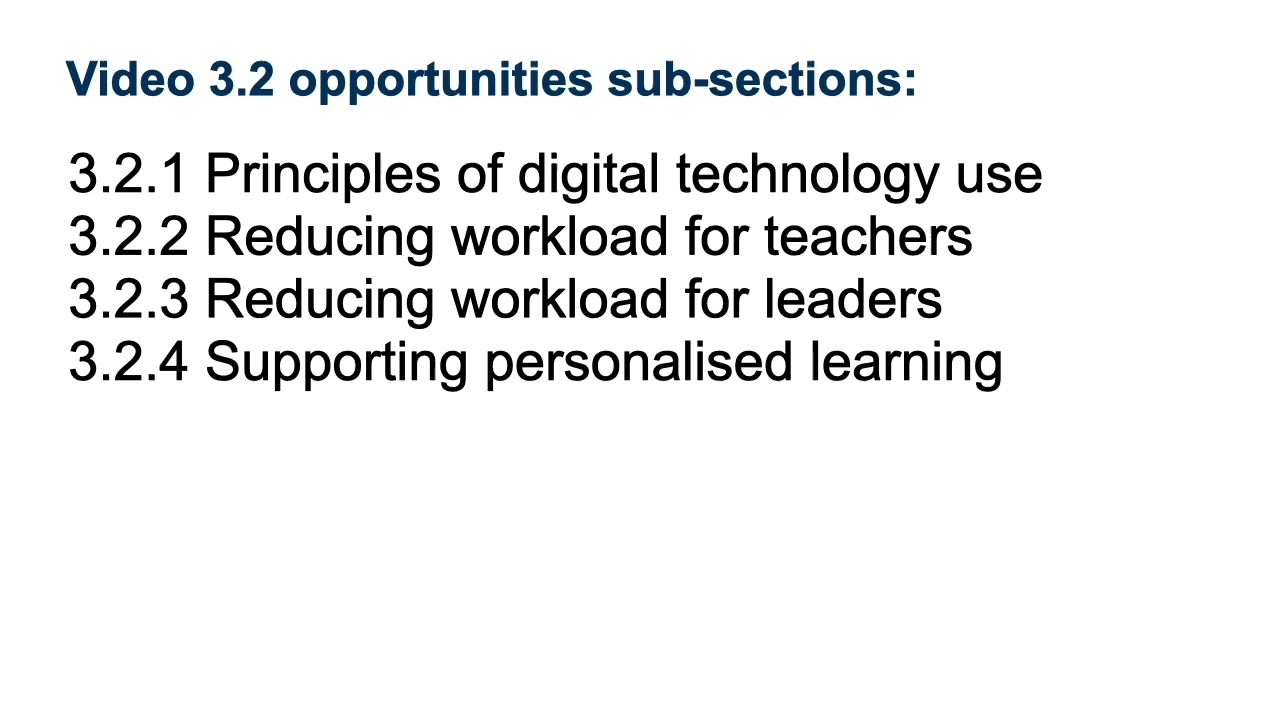 Video 3.2 opportunities sub-sections:
3.2.1 Principles of digital technology use
3.2.2 Reducing workload for teachers
3.2.3 Reducing workload for leaders
3.2.4 Supporting personalised learning